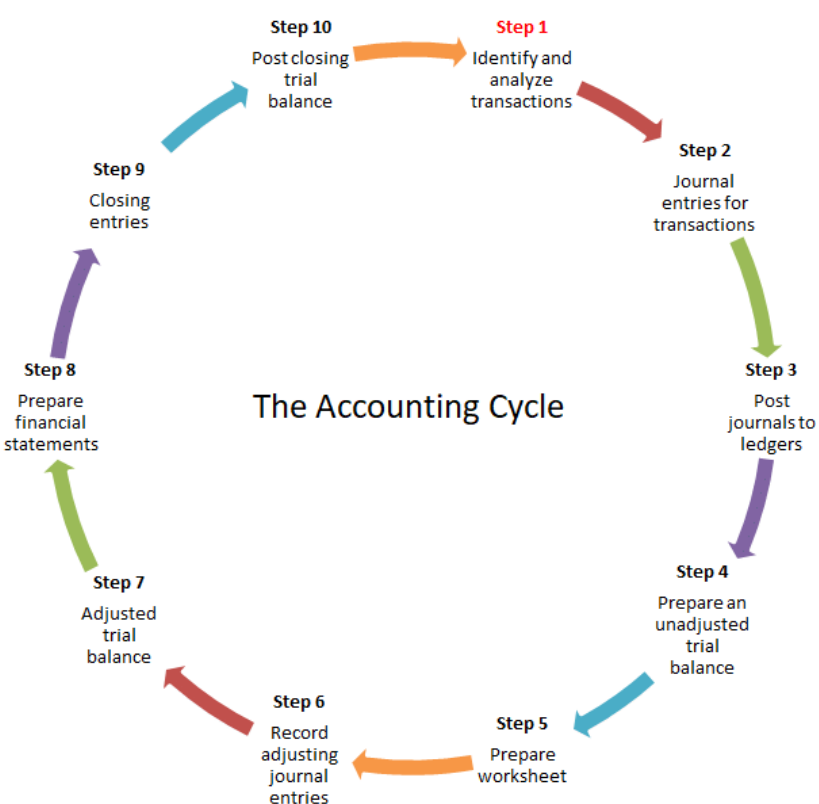 Step 1
Identify and
analyze
transactions
Step 2
Journal
entries for
transactions
Step 3
Post
journals to
ledgers
Step 4
Prepare an
unadjusted
trial
balance
Step 5
Prepare
worksheet
Step 6
Record
adjusting
journal
entries
Step 7
Adjusted
trial
balance
Step 8
Prepare
financial
statements
Step 9
Closing
entries
Step 10
Post closing
trial
balance
The Accounting Cycle